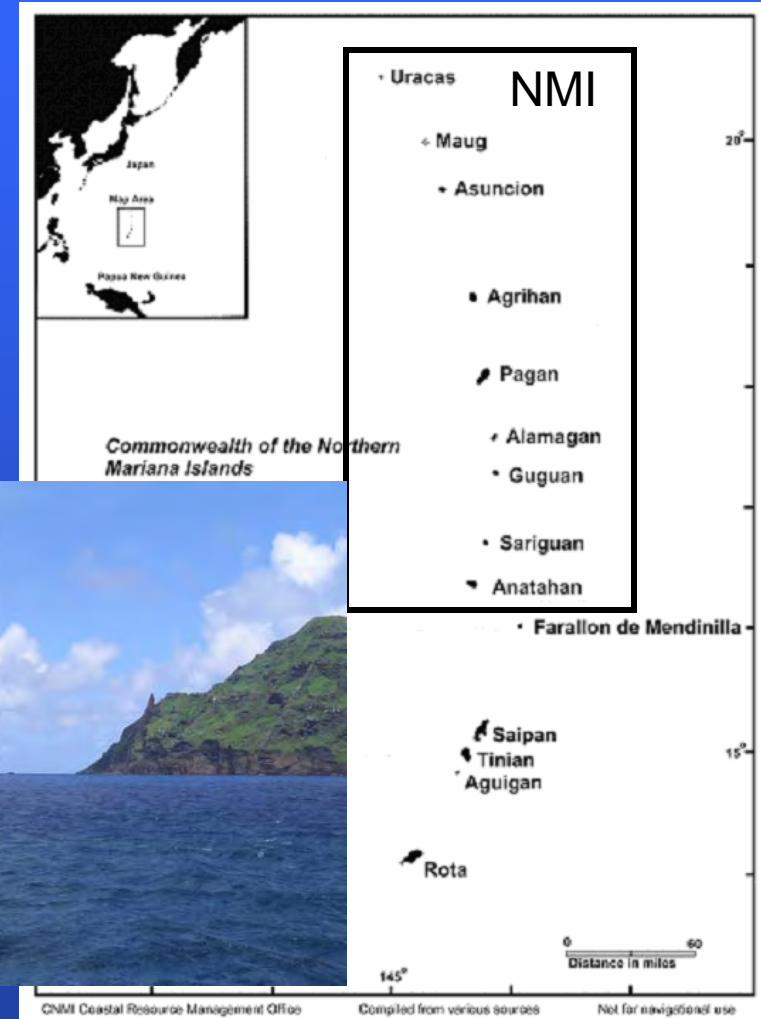 Uracas
NMI
Maug
20°
Asuncion
Japan
Map Area
Papua New Guinea
Agrihan
Pagan
Commonwealth of the Northern
Mariana Islands
Alamagan
Guguan
Sariguan
Anatahan
Farallon de Mendinilla
Saipan
15°
Tinian
Aguigan
Rota
0 60
Distance in miles
145°
CNMI Coastal Resource Management Office Compiled from various sources Not for navigational use